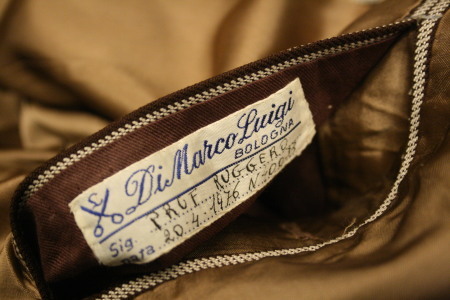 Di Marco Luigi
BOLOGNA
Sig. PROF. RUGGERO
20.4.1976 N.